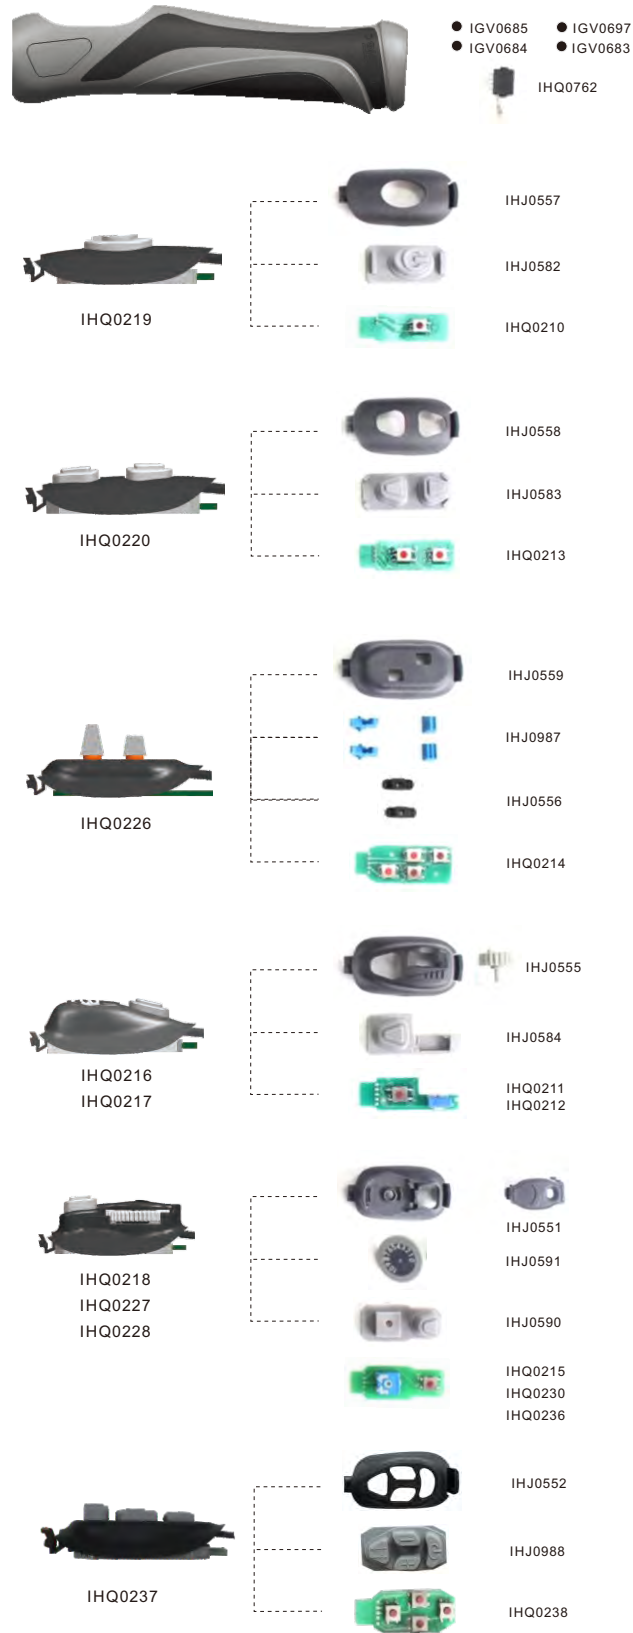 ● IGV0685 ● IGV0697
● IGV0684 ● IGV0683
IHQ0762
IHJ0557
IHJ0582
IHQ0219
IHQ0210
IHJ0558
IHJ0583
IHQ0220
IHQ0213
IHJ0559
IHJ0987
IHJ0556
IHQ0226
IHQ0214
IHJ0555
IHJ0584
IHQ0216
IHQ0217
IHQ0211
IHQ0212
IHJ0551
IHJ0591
IHQ0218
IHQ0227
IHQ0228
IHJ0590
IHQ0215
IHQ0230
IHQ0236
IHJ0552
IHJ0988
IHQ0237
IHQ0238